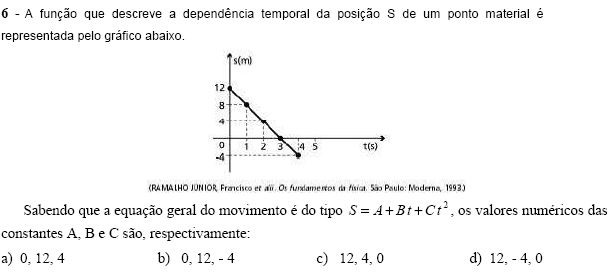 6 - A função que descreve a dependência temporal da posição S de um ponto material é
representada pelo gráfico abaixo.
s(m)
12
8
4
0 1 2 3 4 5 t(s)
-4
(RAMALHO JÚNIOR, Francisco et alii. Os fundamentos da física. São Paulo: Moderna, 1993.)
Sabendo que a equação geral do movimento é do tipo S = A + Bt + Ct², os valores numéricos das
constantes A, B e C são, respectivamente:
a) 0, 12, 4 b) 0, 12, - 4 c) 12, 4, 0 d) 12, - 4, 0